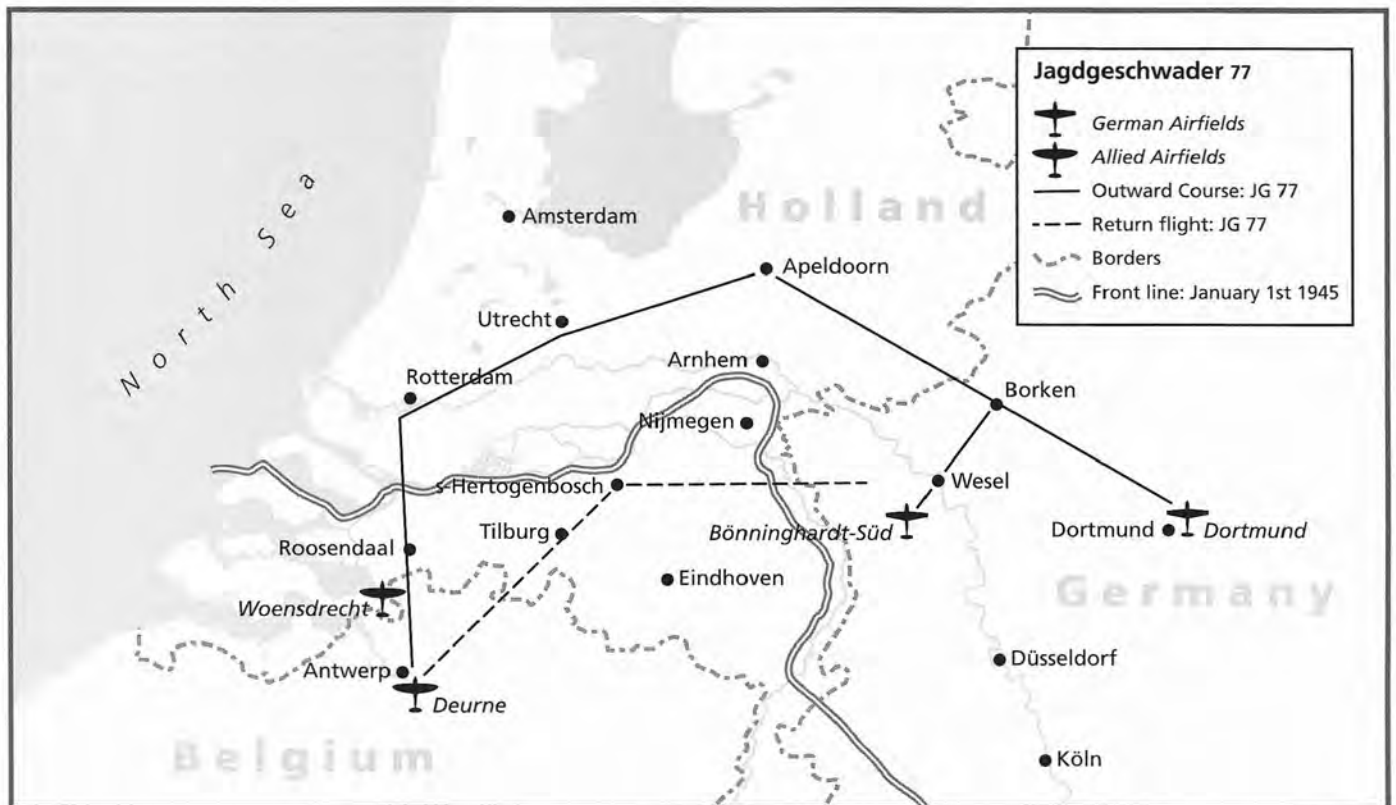 Jagdgeschwader 77
German Airfields
Allied Airfields
Outward Course: JG 77
Return flight: JG 77
Borders
Front line: January 1st 1945
North Sea
Holland
Amsterdam
Apeldoorn
Utrecht
Arnhem
Rotterdam
Borken
Nijmegen
s-Hertogenbosch
Wesel
Tilburg
Bönninghardt-Süd
Dortmund
Dortmund
Roosendaal
Eindhoven
Woensdrecht
Germany
Antwerp
Düsseldorf
Deurne
Belgium
Köln